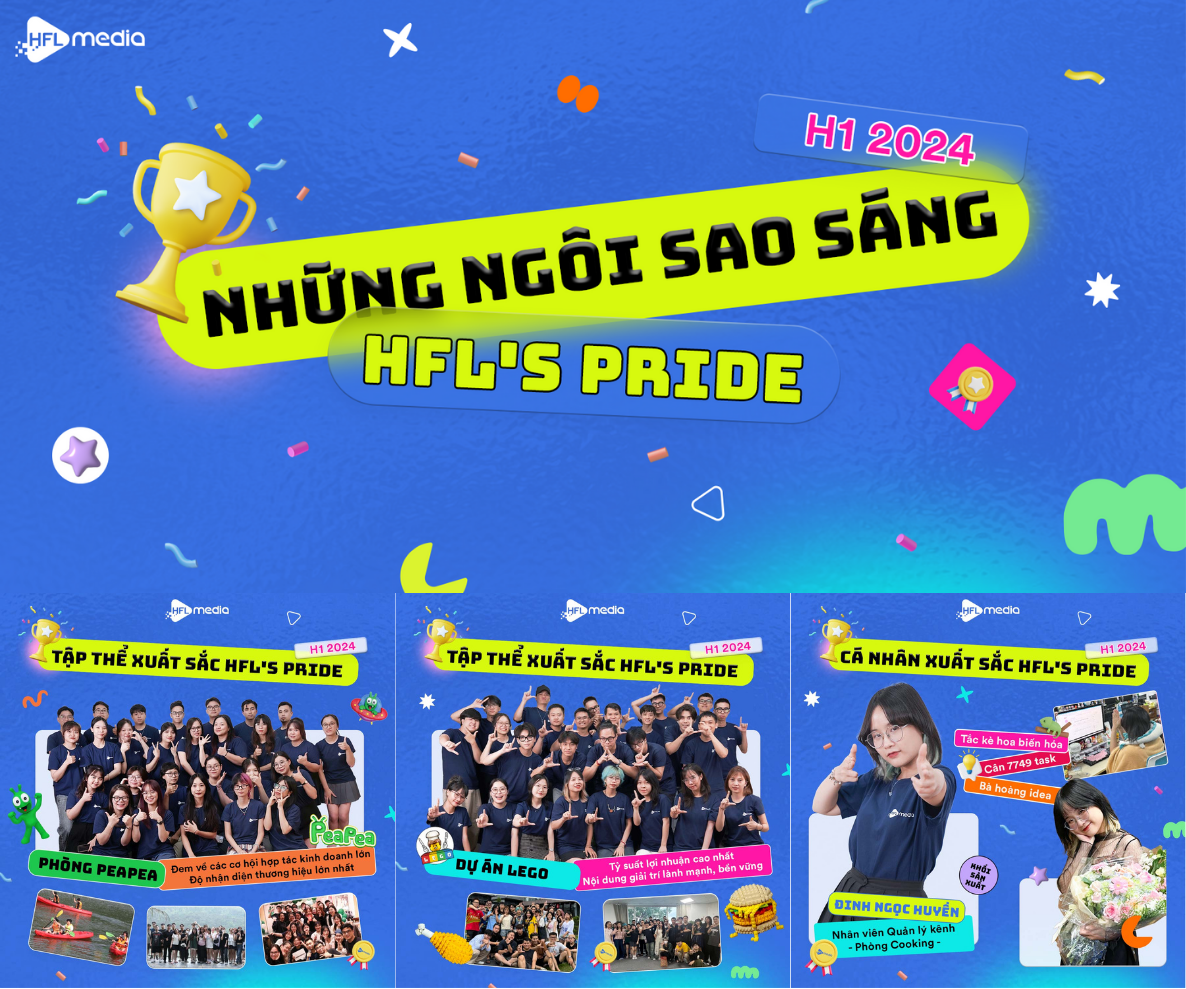 HFL media
H1 2024
NHỮNG NGÔI SAO SÁNG
HFL'S PRIDE
HFL media
H1 2024
TẬP THỂ XUẤT SẮC HFL'S PRIDE
PeaPea
PHÒNG PEAPEA
Đem về các cơ hội hợp tác kinh doanh lớn
Độ nhận diện thương hiệu lớn nhất
HFL media
H1 2024
TẬP THỂ XUẤT SẮC HFL'S PRIDE
LEGO
DỰ ÁN LEGO
Tỷ suất lợi nhuận cao nhất
Nội dung giải trí lành mạnh, bền vững
HFL media
H1 2024
CÁ NHÂN XUẤT SẮC HFL'S PRIDE
Tắc kè hoa biến hóa
Cân 7749 task
Bà hoàng idea
media
KHỐI
SẢN
XUẤT
ĐINH NGỌC HUYỀN
Nhân viên Quản lý kênh
- Phòng Cooking -